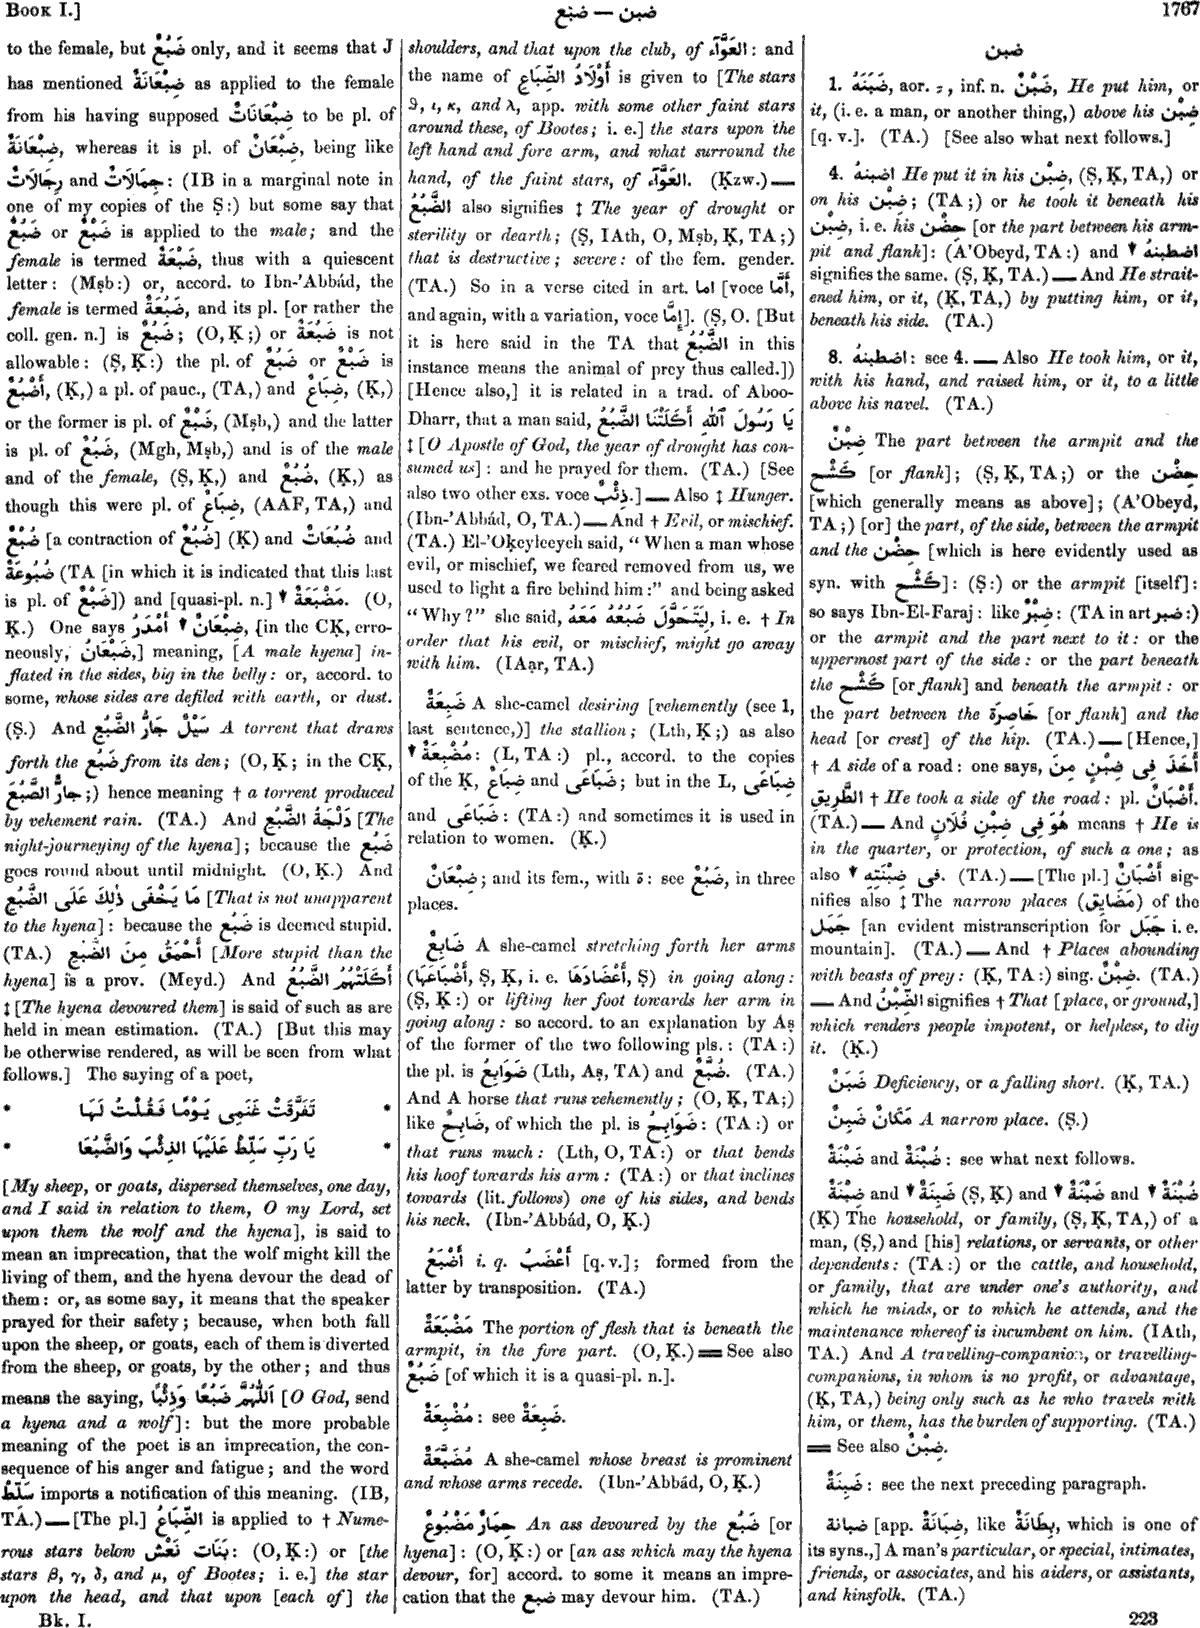 BOOK I.]
ضبع — ضبن
1767
to the female, but ضَبُعٌ only, and it seems that J
has mentioned ضِبْعَانَةٌ as applied to the female
from his having supposed ضِبْعَانَاتٌ to be pl. of
ضِبْعَانَةٌ, whereas it is pl. of ضِبْعَانٌ, being like
رِجَالَاتٌ and جِمَالَاتٌ: (IB in a marginal note in
one of my copies of the Ṣ:) but some say that
ضَبُعٌ or ضَبْعٌ is applied to the male; and the
female is termed ضَبْعَةٌ, thus with a quiescent
letter: (Mṣb:) or, accord. to Ibn-'Abbád, the
female is termed ضَبُعَةٌ, and its pl. [or rather the
coll. gen. n.] is ضَبُعٌ; (O, Ḳ;) or ضَبُعَةٌ is not
allowable: (Ṣ, Ḳ:) the pl. of ضَبُعٌ or ضَبْعٌ is
أَضْبُعٌ, (Ḳ,) a pl. of pauc., (TA,) and ضِبَاعٌ, (Ḳ,)
or the former is pl. of ضَبْعٌ, (Mṣb,) and the latter
is pl. of ضَبُعٌ, (Mgh, Mṣb,) and is of the male
and of the female, (Ṣ, Ḳ,) and ضُبُعٌ, (Ḳ,) as
though this were pl. of ضِبَاعٌ, (AAF, TA,) and
ضُبْعٌ [a contraction of ضُبُعٌ] (Ḳ) and ضَبُعَاتٌ and
ضُبُوعَةٌ (TA [in which it is indicated that this last
is pl. of ضَبْعٌ]) and [quasi-pl. n.] ▼ مَضْبَعَةٌ. (O,
Ḳ.) One says أَمْدَرُ ▼ ضِبْعَانٌ, [in the CḲ, erro-
neously, ضَبْعَانٌ,] meaning, [A male hyena] in-
flated in the sides, big in the belly: or, accord. to
some, whose sides are defiled with earth, or dust.
(Ṣ.) And سَيْلٌ جَارُّ الضَّبُعِ A torrent that draws
forth the ضَبُع from its den; (O, Ḳ; in the CḲ,
جارُّ الضَّبُعَ;) hence meaning † a torrent produced
by vehement rain. (TA.) And دَلْجَةُ الضَّبُعِ [The
night-journeying of the hyena]; because the ضَبُع
goes round about until midnight. (O, Ḳ.) And
مَا يَخْفَى ذٰلِكَ عَلَى الضَّبُعِ [That is not unapparent
to the hyena]: because the ضَبُع is deemed stupid.
(TA.) أَحْمَقُ مِنَ الضَّبُعِ [More stupid than the
hyena] is a prov. (Meyd.) And أَكَلَتْهُمُ الضَّبُعُ
‡ [The hyena devoured them] is said of such as are
held in mean estimation. (TA.) [But this may
be otherwise rendered, as will be seen from what
follows.] The saying of a poet,
* تَفَرَّقَتْ غَنَمِى يَوْمًا فَقُلْتُ لَهَا *
* يَا رَبِّ سَلِّطْ عَلَيْهَا الذِّئْبَ وَالضَّبُعَا *
[My sheep, or goats, dispersed themselves, one day,
and I said in relation to them, O my Lord, set
upon them the wolf and the hyena], is said to
mean an imprecation, that the wolf might kill the
living of them, and the hyena devour the dead of
them: or, as some say, it means that the speaker
prayed for their safety; because, when both fall
upon the sheep, or goats, each of them is diverted
from the sheep, or goats, by the other; and thus
means the saying, اَللّٰهُمَّ ضَبُعًا وَذِئْبًا [O God, send
a hyena and a wolf]: but the more probable
meaning of the poet is an imprecation, the con-
sequence of his anger and fatigue; and the word
سَلِّطْ imports a notification of this meaning. (IB,
TA.) — [The pl.] الضِّبَاعُ is applied to † Nume-
rous stars below بَنَات نَعْش: (O, Ḳ:) or [the
stars β, γ, δ, and μ, of Bootes; i. e.] the star
upon the head, and that upon [each of] the
Bk. I.
shoulders, and that upon the club, of العَوَّآء: and
the name of أَوْلَادُ الضِّبَاعِ is given to [The stars
ϑ, ι, κ, and λ, app. with some other faint stars
around these, of Bootes; i. e.] the stars upon the
left hand and fore arm, and what surround the
hand, of the faint stars, of العَوَّآء. (Ḳzw.) —
الضَّبُعُ also signifies ‡ The year of drought or
sterility or dearth; (Ṣ, IAth, O, Mṣb, Ḳ, TA;)
that is destructive; severe: of the fem. gender.
(TA.) So in a verse cited in art. اما [voce أَمَّا,
and again, with a variation, voce إِمَّا]. (Ṣ, O. [But
it is here said in the TA that الضَّبُعُ in this
instance means the animal of prey thus called.])
[Hence also,] it is related in a trad. of Aboo-
Dharr, that a man said, يَا رَسُولَ ٱللّٰهِ أَكَلَتْنَا الضَّبُعُ
‡ [O Apostle of God, the year of drought has con-
sumed us]: and he prayed for them. (TA.) [See
also two other exs. voce ذِئْبٌ.] — Also ‡ Hunger.
(Ibn-'Abbád, O, TA.) — And † Evil, or mischief.
(TA.) El-'Oḳeyleeyeh said, “When a man whose
evil, or mischief, we feared removed from us, we
used to light a fire behind him:” and being asked
“Why?” she said, لِيَتَحَوَّلَ ضَبُعُهُ مَعَهُ, i. e. † In
order that his evil, or mischief, might go away
with him. (IAạr, TA.)
ضَبِعَةٌ A she-camel desiring [vehemently (see 1,
last sentence,)] the stallion; (Lth, Ḳ;) as also
▼ مُضْبِعَةٌ: (L, TA:) pl., accord. to the copies
of the Ḳ, ضِبَاعٍ and ضَبَاعَى; but in the L, ضِبَاعَى
and ضَبَاعَى: (TA:) and sometimes it is used in
relation to women. (Ḳ.)
ضِبْعَانٌ; and its fem., with ة: see ضَبُعٌ, in three
places.
ضَابِعٌ A she-camel stretching forth her arms
(أَضْبَاعَهَا, Ṣ, Ḳ, i. e. أَعْضَادَهَا, Ṣ) in going along:
(Ṣ, Ḳ:) or lifting her foot towards her arm in
going along: so accord. to an explanation by Aṣ
of the former of the two following pls.: (TA:)
the pl. is ضَوَابِعُ (Lth, Aṣ, TA) and ضُبَّعٌ. (TA.)
And A horse that runs vehemently; (O, Ḳ, TA;)
like ضَابِحٌ, of which the pl. is ضَوَابِحُ: (TA:) or
that runs much: (Lth, O, TA:) or that bends
his hoof towards his arm: (TA:) or that inclines
towards (lit. follows) one of his sides, and bends
his neck. (Ibn-'Abbád, O, Ḳ.)
أَضْبَعُ i. q. أَعْضَبُ [q. v.]; formed from the
latter by transposition. (TA.)
مَضْبَعَةٌ The portion of flesh that is beneath the
armpit, in the fore part. (O, Ḳ.) = See also
ضَبُعٌ [of which it is a quasi-pl. n.].
مُضْبِعَةٌ: see ضَبِعَةٌ.
مُضَبَّعَةٌ A she-camel whose breast is prominent
and whose arms recede. (Ibn-'Abbád, O, Ḳ.)
حِمَارٌ مَضْبُوعٌ An ass devoured by the ضَبُع [or
hyena]: (O, Ḳ:) or [an ass which may the hyena
devour, for] accord. to some it means an impre-
cation that the ضبع may devour him. (TA.)
ضبن
1. ضَبَنَهُ, aor. ـِ, inf. n. ضَبْنٌ, He put him, or
it, (i. e. a man, or another thing,) above his ضِبْن
[q. v.]. (TA.) [See also what next follows.]
4. اضبنهُ He put it in his ضِبْن, (Ṣ, Ḳ, TA,) or
on his ضِبْن; (TA;) or he took it beneath his
ضِبْن, i. e. his حِضْن [or the part between his arm-
pit and flank]: (A'Obeyd, TA:) and ▼ اضطبنهُ
signifies the same. (Ṣ, Ḳ, TA.) — And He strait-
ened him, or it, (Ḳ, TA,) by putting him, or it,
beneath his side. (TA.)
8. اضطبنهُ: see 4. — Also He took him, or it,
with his hand, and raised him, or it, to a little
above his navel. (TA.)
ضِبْنٌ The part between the armpit and the
كَشْح [or flank]; (Ṣ, Ḳ, TA;) or the حِضْن
[which generally means as above]; (A'Obeyd,
TA;) [or] the part, of the side, between the armpit
and the حِضْن [which is here evidently used as
syn. with كَشْح]: (Ṣ:) or the armpit [itself]:
so says Ibn-El-Faraj: like ضِبْرٌ: (TA in art ضبر:)
or the armpit and the part next to it: or the
uppermost part of the side: or the part beneath
the كَشْح [or flank] and beneath the armpit: or
the part between the خَاصِرَة [or flank] and the
head [or crest] of the hip. (TA.) — [Hence,]
† A side of a road: one says, أَخَذَ فِى ضِبْنٍ مِنَ
الطَّرِيقِ † He took a side of the road: pl. أَضْبَانٌ.
(TA.) — And هُوَ فِى ضِبْنِ فُلَانٍ means † He is
in the quarter, or protection, of such a one; as
also ▼ فى ضِبْنَتِهِ. (TA.) — [The pl.] أَضْبَانٌ sig-
nifies also ‡ The narrow places (مَضَايِق) of the
جَمَل [an evident mistranscription for جَبَل i. e.
mountain]. (TA.) — And † Places abounding
with beasts of prey: (Ḳ, TA:) sing. ضِبْنٌ. (TA.)
— And الضِّبْنُ signifies † That [place, or ground,]
which renders people impotent, or helpless, to dig
it. (Ḳ.)
ضَبَنٌ Deficiency, or a falling short. (Ḳ, TA.)
مَكَانٌ ضَبِنٌ A narrow place. (Ṣ.)
ضَبْنَةٌ and ضُبْنَةٌ: see what next follows.
ضِبْنَةٌ and ▼ ضَبِنَةٌ (Ṣ, Ḳ) and ▼ ضَبْنَةٌ and ▼ ضُبْنَةٌ
(Ḳ) The household, or family, (Ṣ, Ḳ, TA,) of a
man, (Ṣ,) and [his] relations, or servants, or other
dependents: (TA:) or the cattle, and household,
or family, that are under one's authority, and
which he minds, or to which he attends, and the
maintenance whereof is incumbent on him. (IAth,
TA.) And A travelling-companion, or travelling-
companions, in whom is no profit, or advantage,
(Ḳ, TA,) being only such as he who travels with
him, or them, has the burden of supporting. (TA.)
= See also ضِبْنٌ.
ضَبِنَةٌ: see the next preceding paragraph.
ضبانة [app. ضِبَانَةٌ, like بِطَانَةٌ, which is one of
its syns.,] A man's particular, or special, intimates,
friends, or associates, and his aiders, or assistants,
and kinsfolk. (TA.)
223